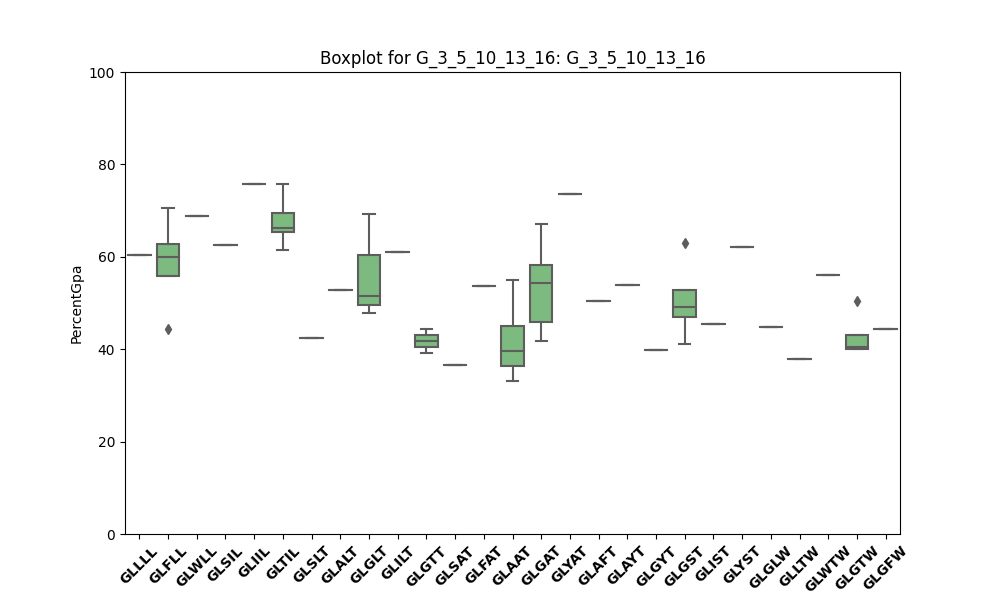 Boxplot for G_3_5_10_13_16: G_3_5_10_13_16
100
80
60
40
20
0
PercentGpa
GLLLL GLFLL GLWLL GLSIL GLIIL GLTIL GLSLT GLALT GLGLT GLILT GLGTT GLSAT GLFAT GLAAT GLGAT GLYAT GLAFT GLAYT GLGYT GLGST GLIST GLYST GLGLW GLLTW GLWTW GLGTW GLGFW